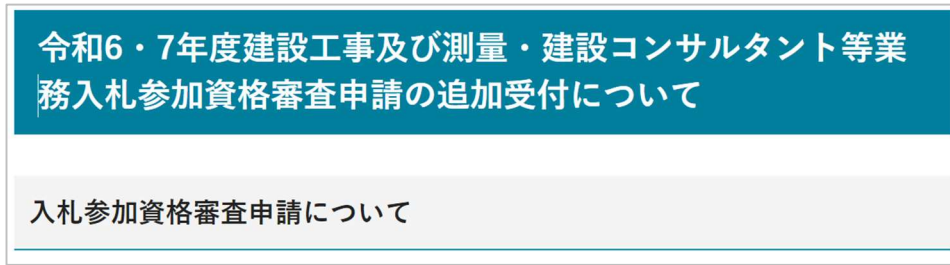 令和6・7年度建設工事及び測量・建設コンサルタント等業
務入札参加資格審査申請の追加受付について
入札参加資格審査申請について